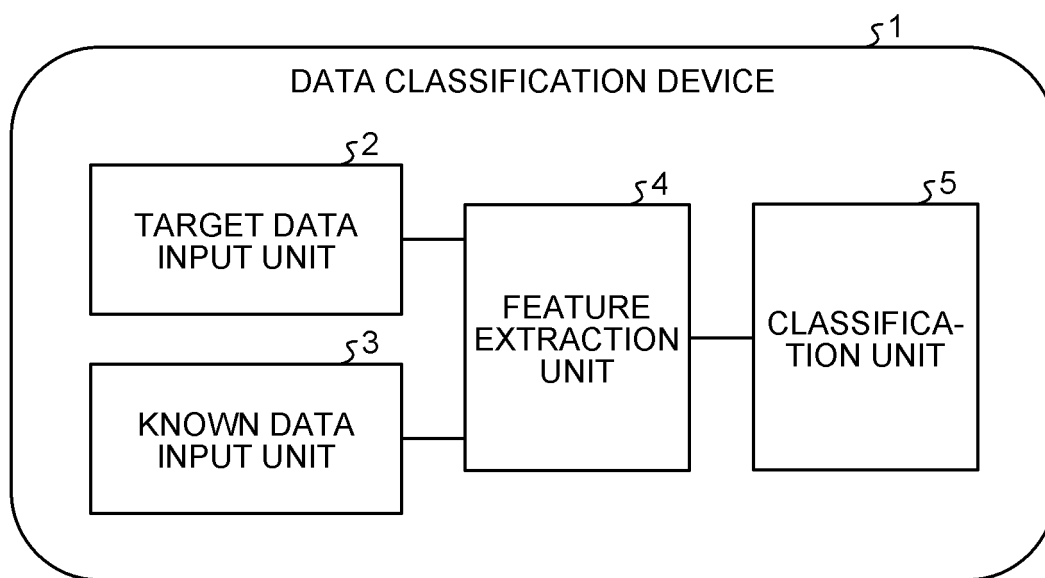 1
DATA CLASSIFICATION DEVICE
2
TARGET DATA
INPUT UNIT
3
KNOWN DATA
INPUT UNIT
4
FEATURE
EXTRACTION
UNIT
5
CLASSIFICA-
TION UNIT